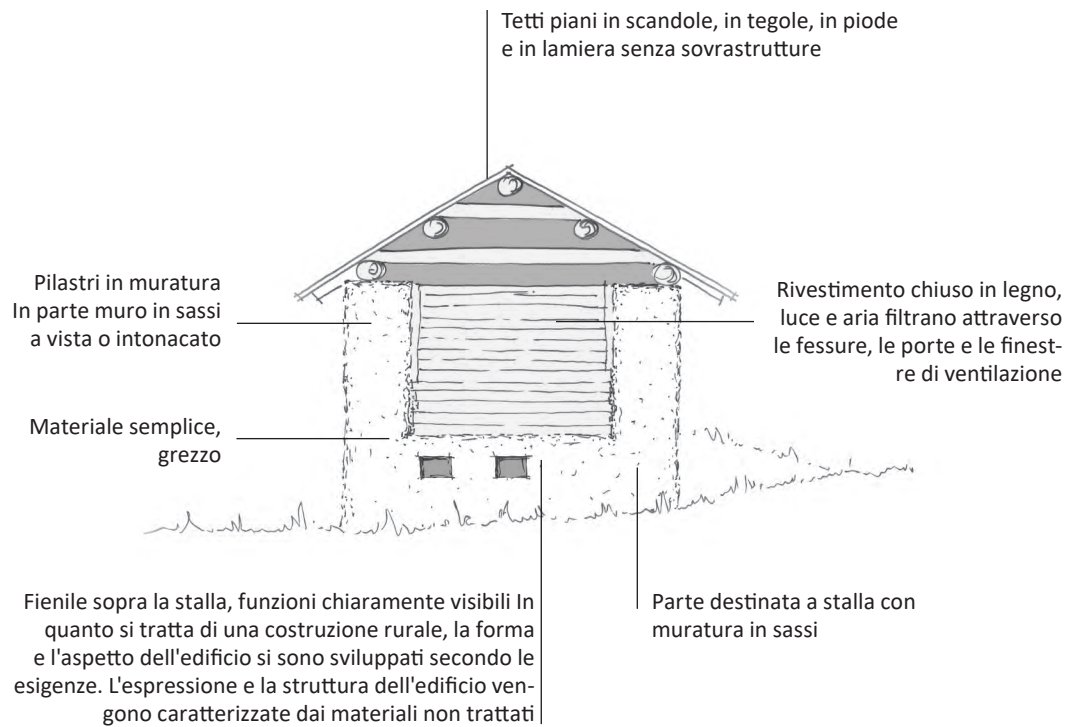 Tetti piani in scandole, in tegole, in piode
e in lamiera senza sovrastrutture
Pilastri in muratura
In parte muro in sassi
a vista o intonacato
Rivestimento chiuso in legno,
luce e aria filtrano attraverso
le fessure, le porte e le finest-
re di ventilazione
Materiale semplice,
grezzo
Fienile sopra la stalla, funzioni chiaramente visibili In
quanto si tratta di una costruzione rurale, la forma
e l'aspetto dell'edificio si sono sviluppati secondo le
esigenze. L'espressione e la struttura dell'edificio ven-
gono caratterizzate dai materiali non trattati
Parte destinata a stalla con
muratura in sassi